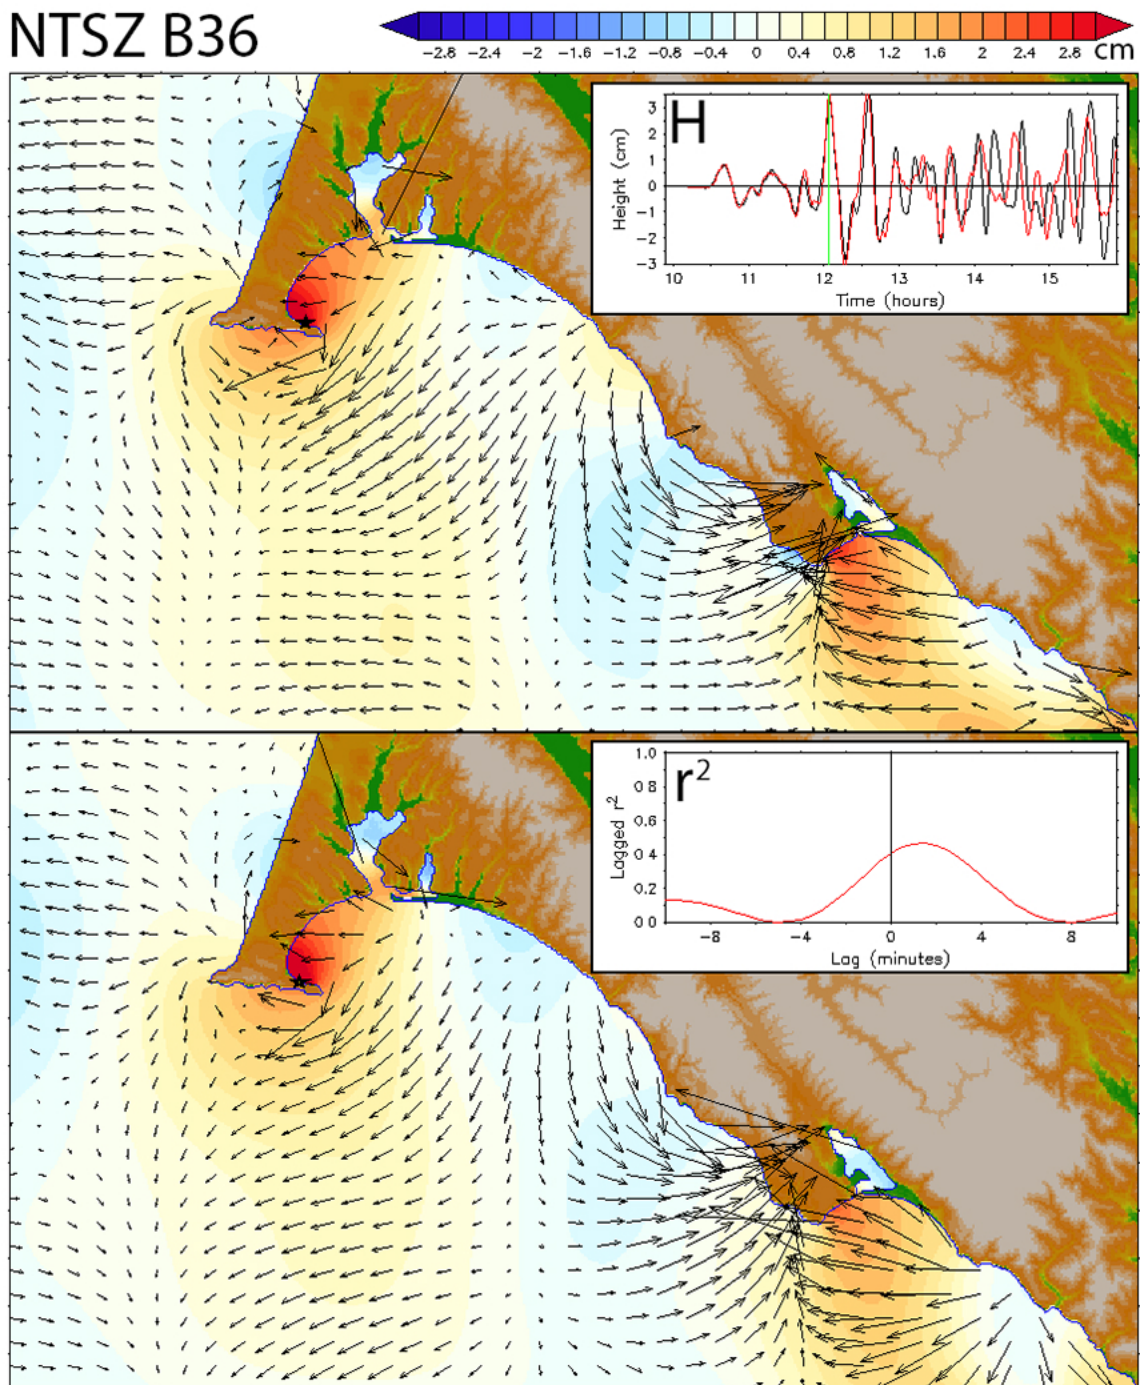 NTSZ B36
-2.8 -2.4 -2 -1.6 -1.2 -0.8 -0.4 0 0.4 0.8 1.2 1.6 2 2.4 2.8 cm
H
Height (cm)
3
2
1
0
-1
-2
-3
10 11 12 13 14 15
Time (hours)
r²
Lagged r²
1.0
0.8
0.6
0.4
0.2
0.0
-8 -4 0 4 8
Lag (minutes)